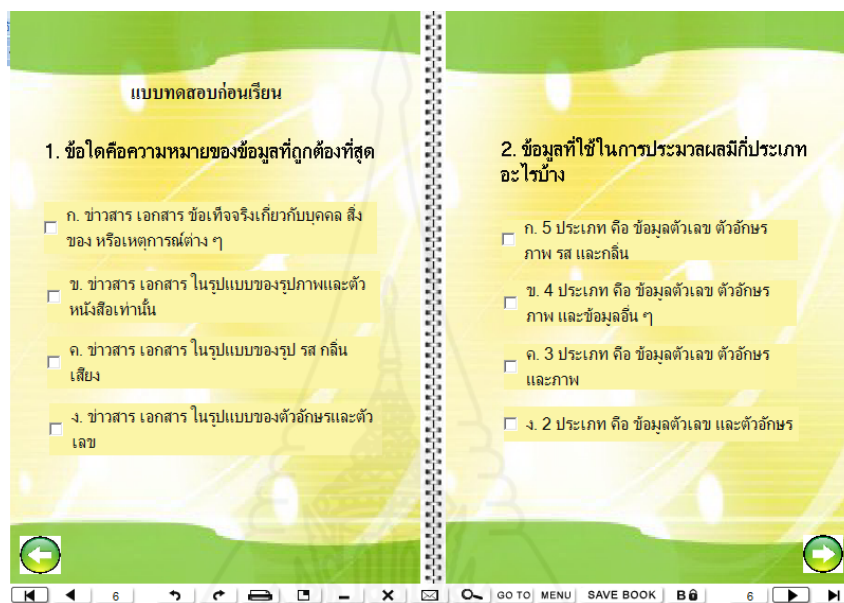 แบบทดสอบก่อนเรียน
1. ข้อใดคือความหมายของข้อมูลที่ถูกต้องที่สุด
ก. ข่าวสาร เอกสาร ข้อเท็จจริงเกี่ยวกับบุคคล สิ่ง
ของ หรือเหตุการณ์ต่าง ๆ
ข. ข่าวสาร เอกสาร ในรูปแบบของรูปภาพและตัว
หนังสือเท่านั้น
ค. ข่าวสาร เอกสาร ในรูปแบบของรูป รส กลิ่น
เสียง
ง. ข่าวสาร เอกสาร ในรูปแบบของตัวอักษรและตัว
เลข
2. ข้อมูลที่ใช้ในการประมวลผลมีกี่ประเภท
อะไรบ้าง
ก. 5 ประเภท คือ ข้อมูลตัวเลข ตัวอักษร
ภาพ รส และกลิ่น
ข. 4 ประเภท คือ ข้อมูลตัวเลข ตัวอักษร
ภาพ และข้อมูลอื่น ๆ
ค. 3 ประเภท คือ ข้อมูลตัวเลข ตัวอักษร
และภาพ
ง. 2 ประเภท คือ ข้อมูลตัวเลข และตัวอักษร
6 GO TO MENU SAVE BOOK B 6